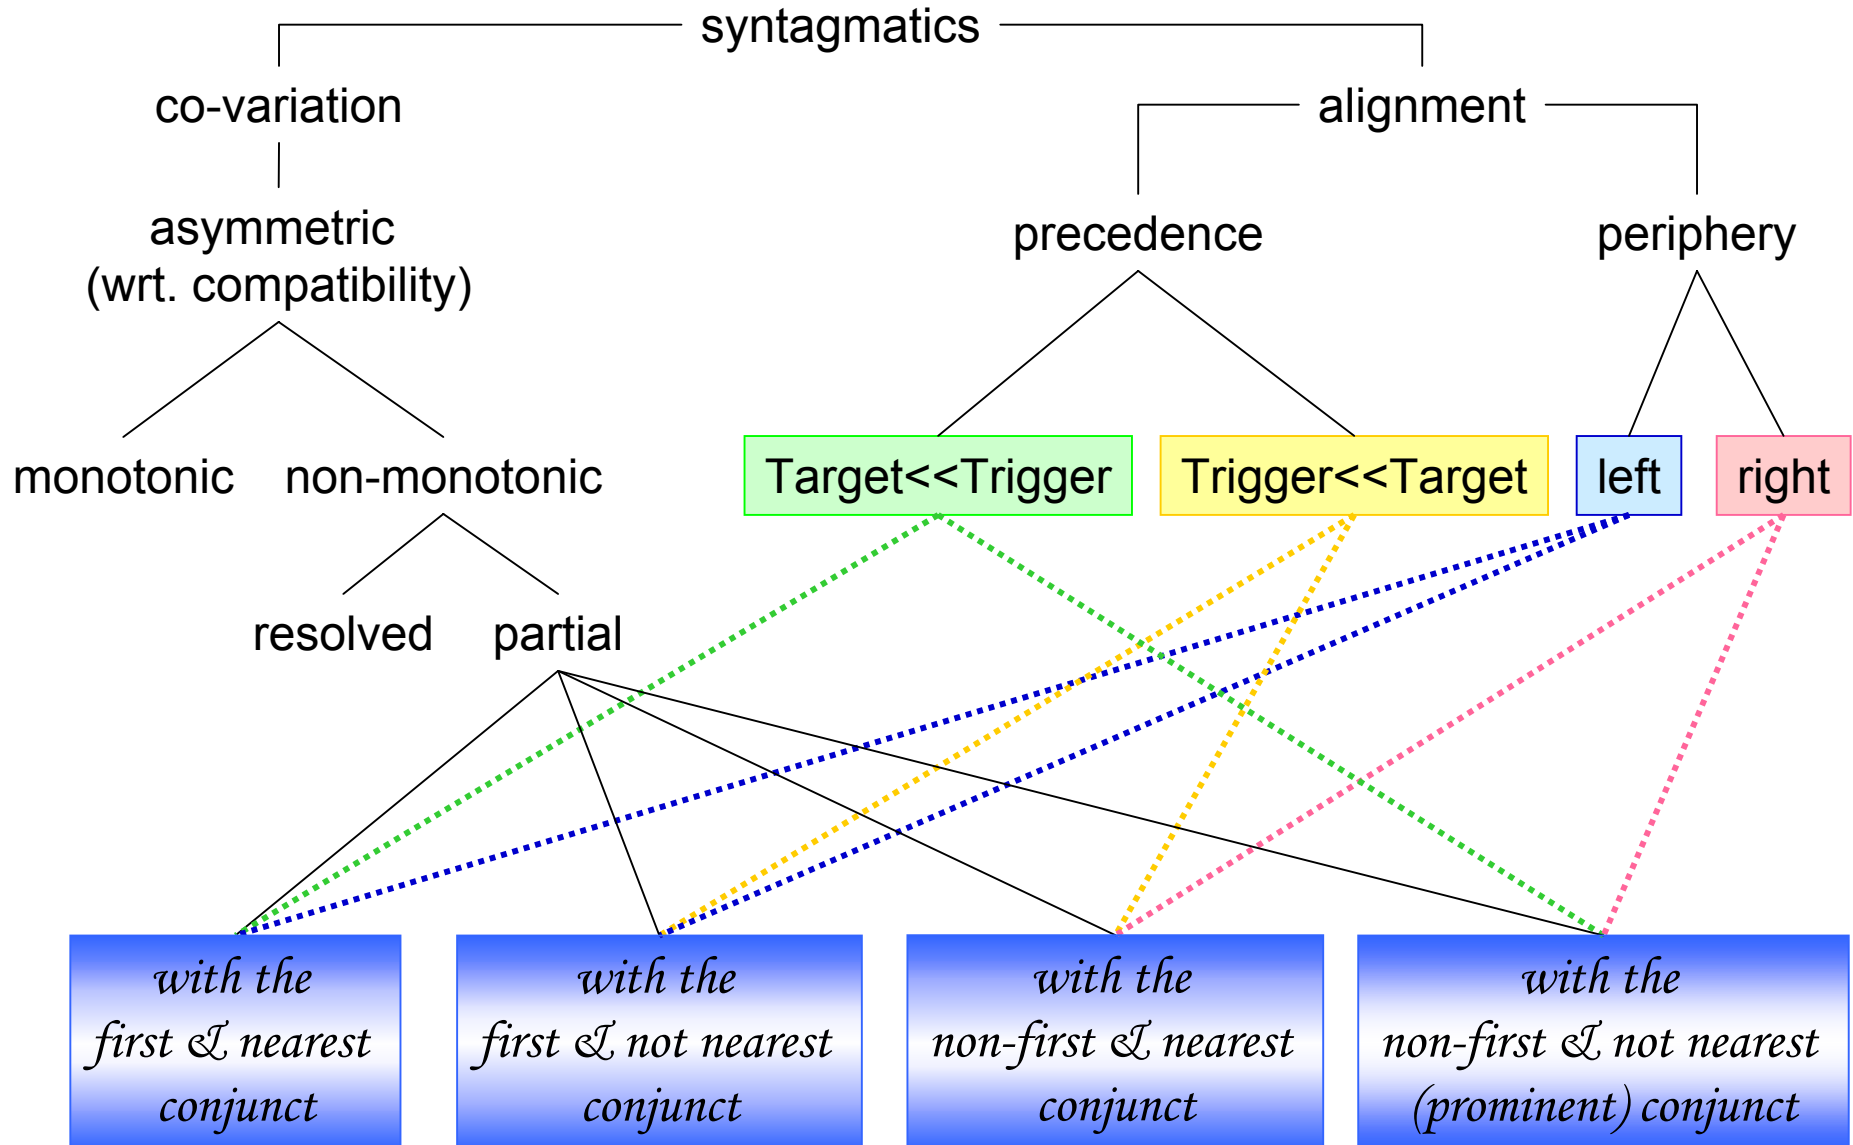 syntagmatics
co-variation
alignment
asymmetric
(wrt. compatibility)
precedence
periphery
monotonic
non-monotonic
Target<<Trigger
Trigger<<Target
left
right
resolved
partial
with the
first & nearest
conjunct
with the
first & not nearest
conjunct
with the
non-first & nearest
conjunct
with the
non-first & not nearest
(prominent) conjunct